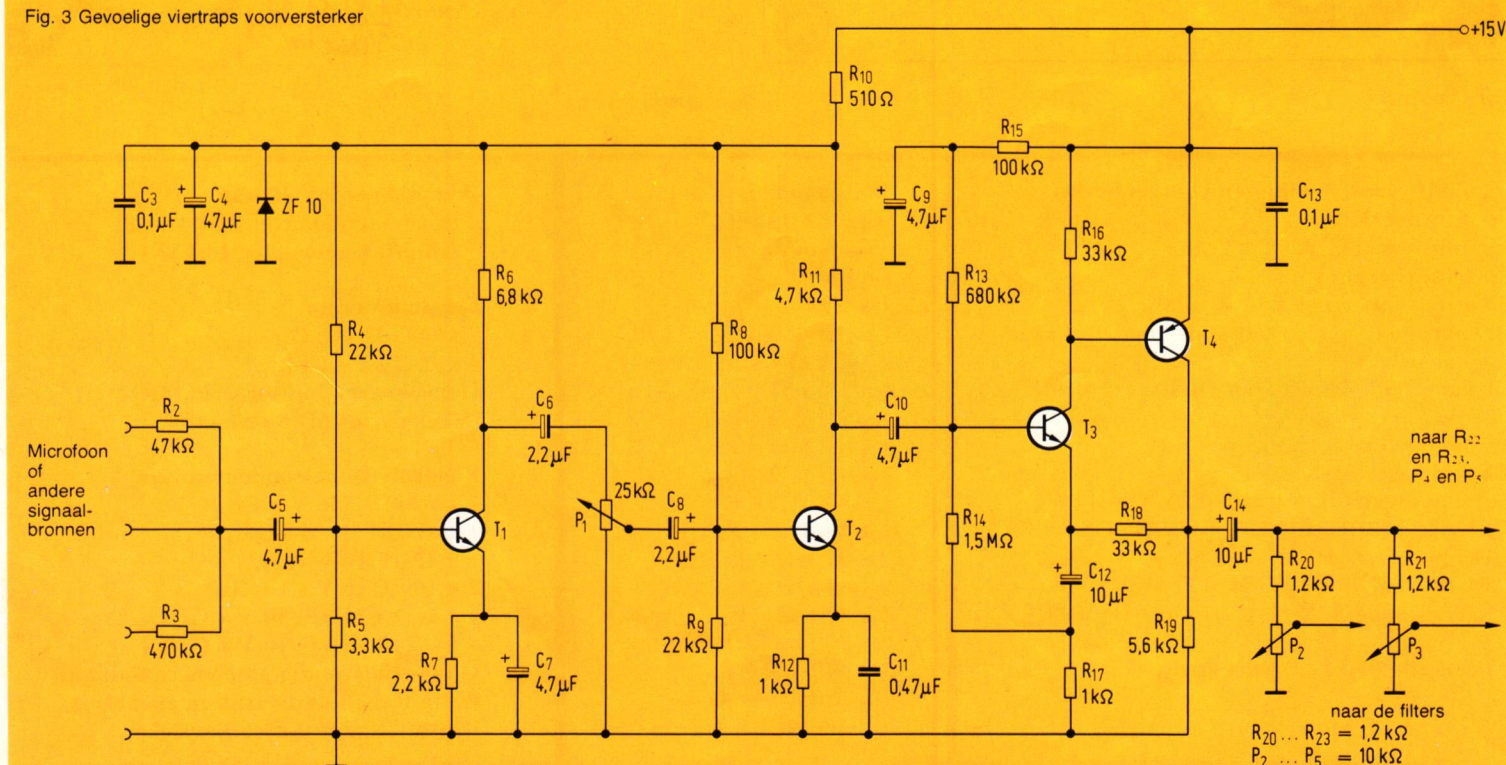 Fig. 3 Gevoelige viertraps voorversterker
+15V
R10
510 Ω
R15
100 kΩ
C3
0,1 µF
C4
47 µF
ZF 10
C9
4,7 µF
C13
0,1 µF
R16
33 kΩ
R6
6,8 kΩ
R11
4,7 kΩ
R13
680 kΩ
R4
22 kΩ
R8
100 kΩ
T4
R2
47 kΩ
C6
2,2 µF
C10
4,7 µF
T3
Microfoon
of
andere
signaal-
bronnen
naar R22
en R23,
P4 en P5
C5
4,7 µF
T1
25 kΩ
P1
C8
2,2 µF
T2
R14
1,5 MΩ
R18
33 kΩ
C14
10 µF
C12
10 µF
R20
1,2 kΩ
R21
1,2 kΩ
R3
470 kΩ
R5
3,3 kΩ
R9
22 kΩ
R19
5,6 kΩ
P2
P3
R7
2,2 kΩ
C7
4,7 µF
R12
1 kΩ
C11
0,47 µF
R17
1 kΩ
naar de filters
R20 ... R23 = 1,2 kΩ
P2 ... P5 = 10 kΩ